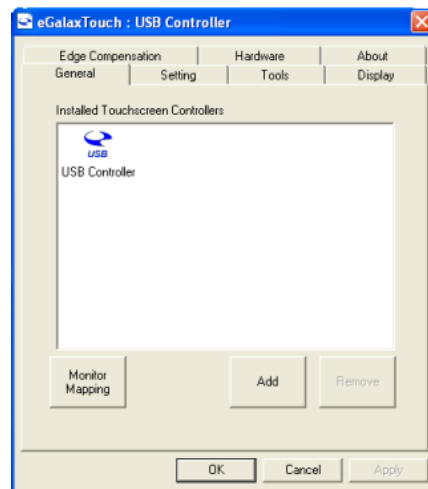 eGalaxTouch : USB Controller
Edge Compensation Hardware About
General Setting Tools Display
Installed Touchscreen Controllers
USB
USB Controller
Monitor
Mapping
Add
Remove
OK Cancel Apply